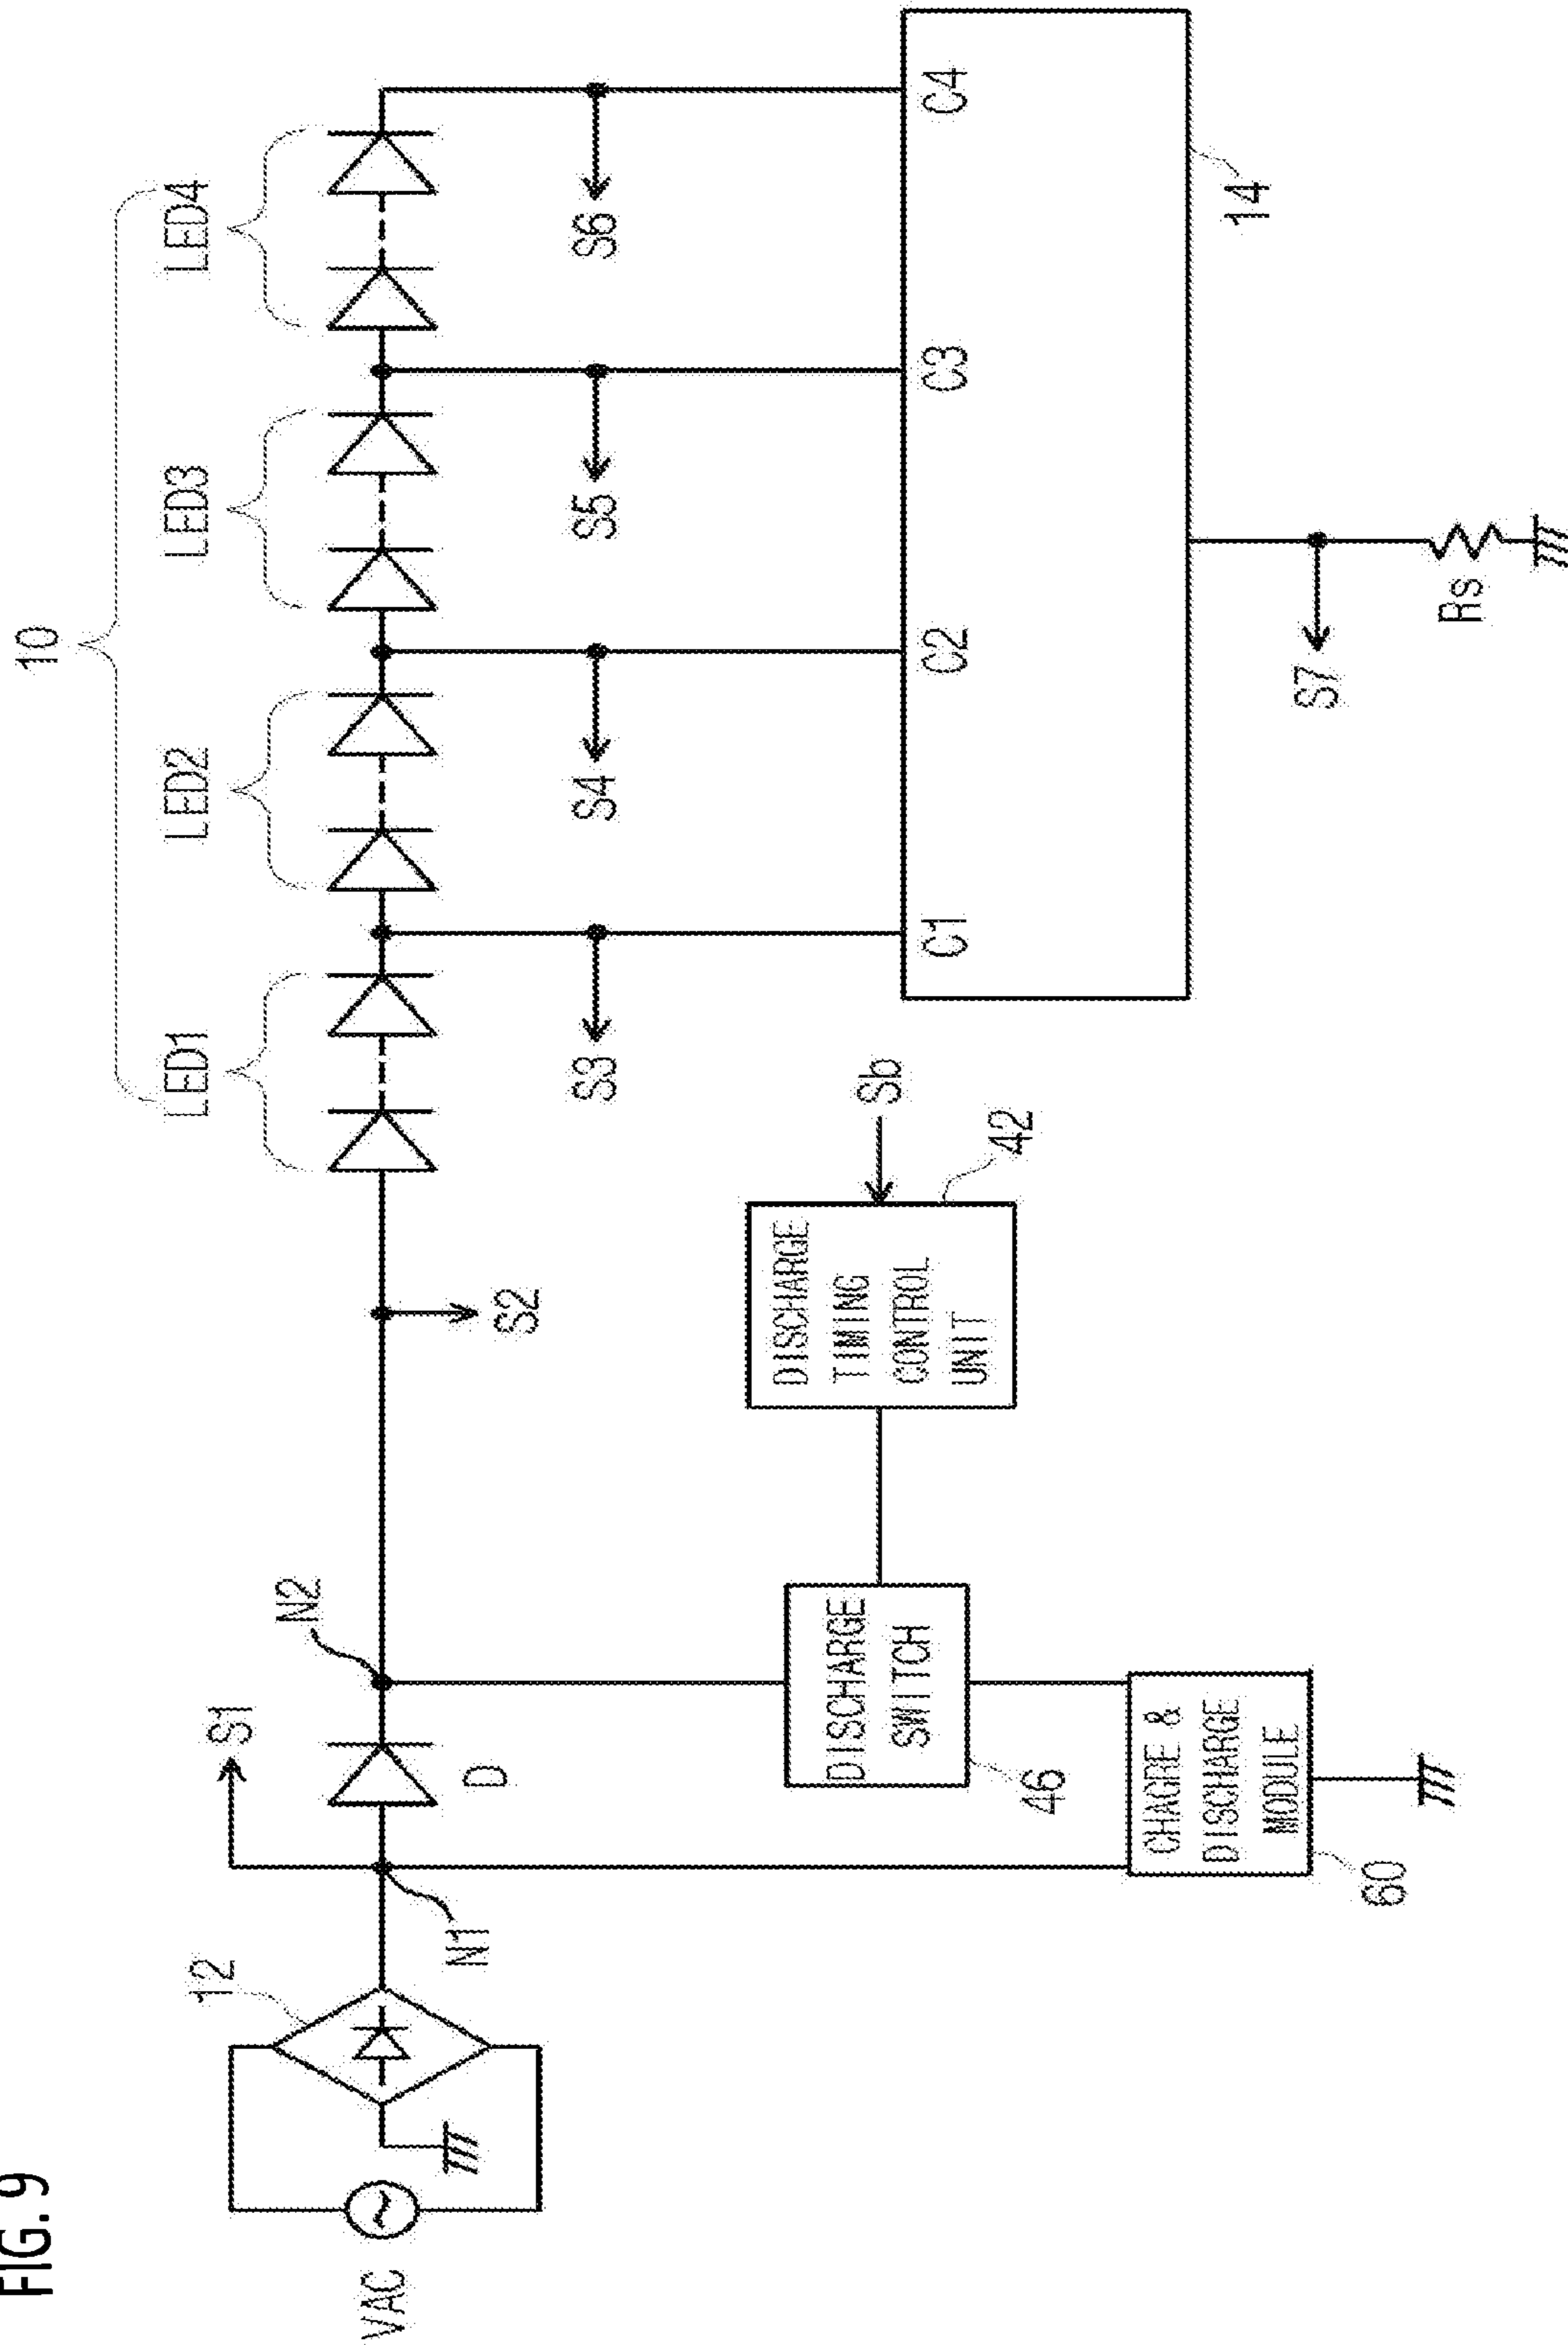 FIG. 9
10
LED1
LED2
LED3
LED4
S1
N2
12
VAC
N1
D
S2
S3
S4
S5
S6
C1
C2
C3
C4
14
S7
Rs
DISCHARGE
SWITCH
46
DISCHARGE
TIMING
CONTROL
UNIT
Sb
42
CHAGRE &
DISCHARGE
MODULE
60